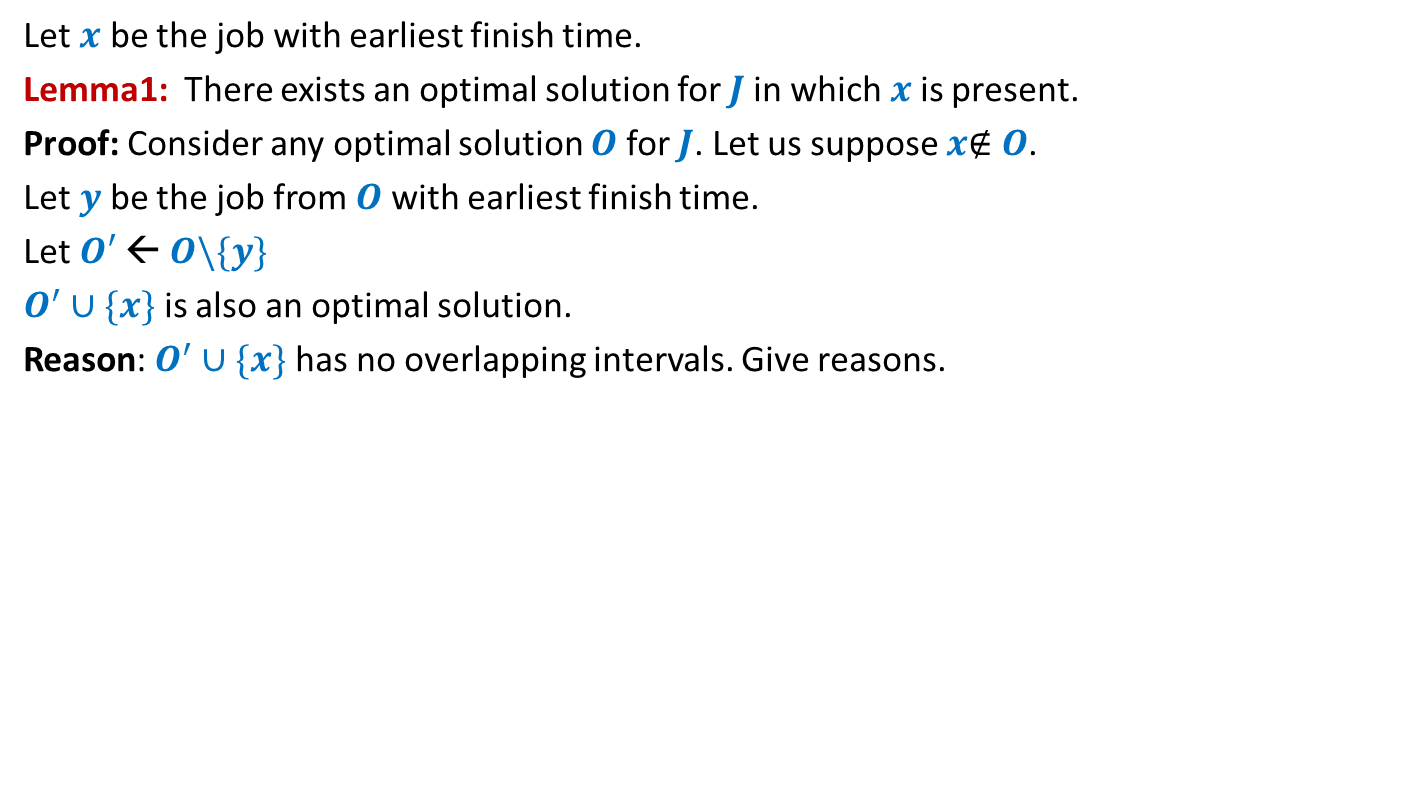 Let x be the job with earliest finish time.
Lemma1: There exists an optimal solution for J in which x is present.
Proof: Consider any optimal solution O for J. Let us suppose x∉ O.
Let y be the job from O with earliest finish time.
Let O′ ← O\{y}
O′ ∪ {x} is also an optimal solution.
Reason: O′ ∪ {x} has no overlapping intervals. Give reasons.